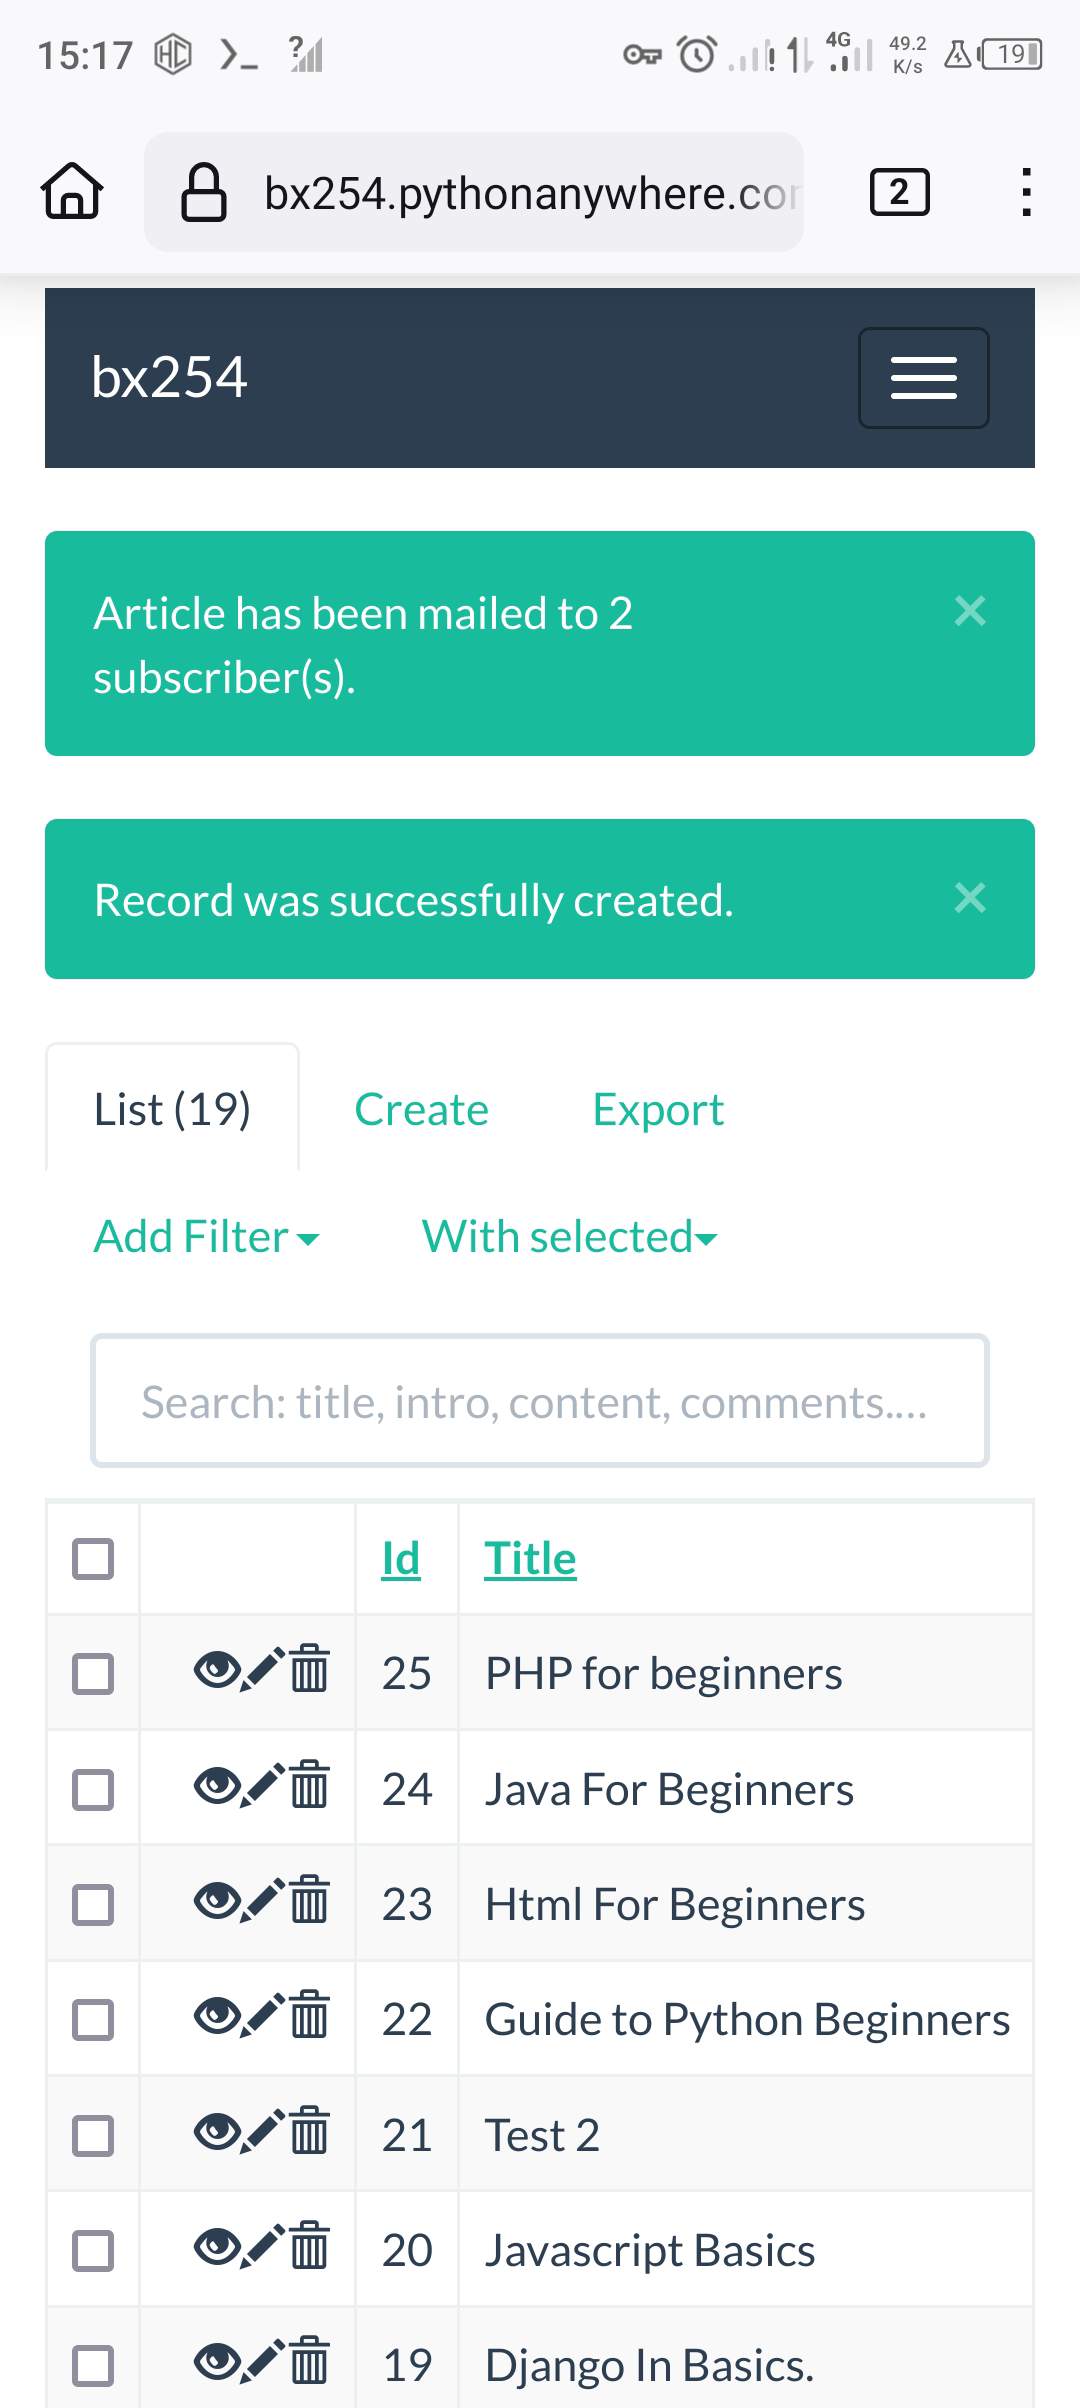 15:17 HC ? 4G 49.2 K/s 19
bx254.pythonanywhere.co
2
bx254
Article has been mailed to 2
subscriber(s).
Record was successfully created.
List (19) Create Export
Add Filter With selected
Search: title, intro, content, comments....
Id Title
25 PHP for beginners
24 Java For Beginners
23 Html For Beginners
22 Guide to Python Beginners
21 Test 2
20 Javascript Basics
19 Django In Basics.